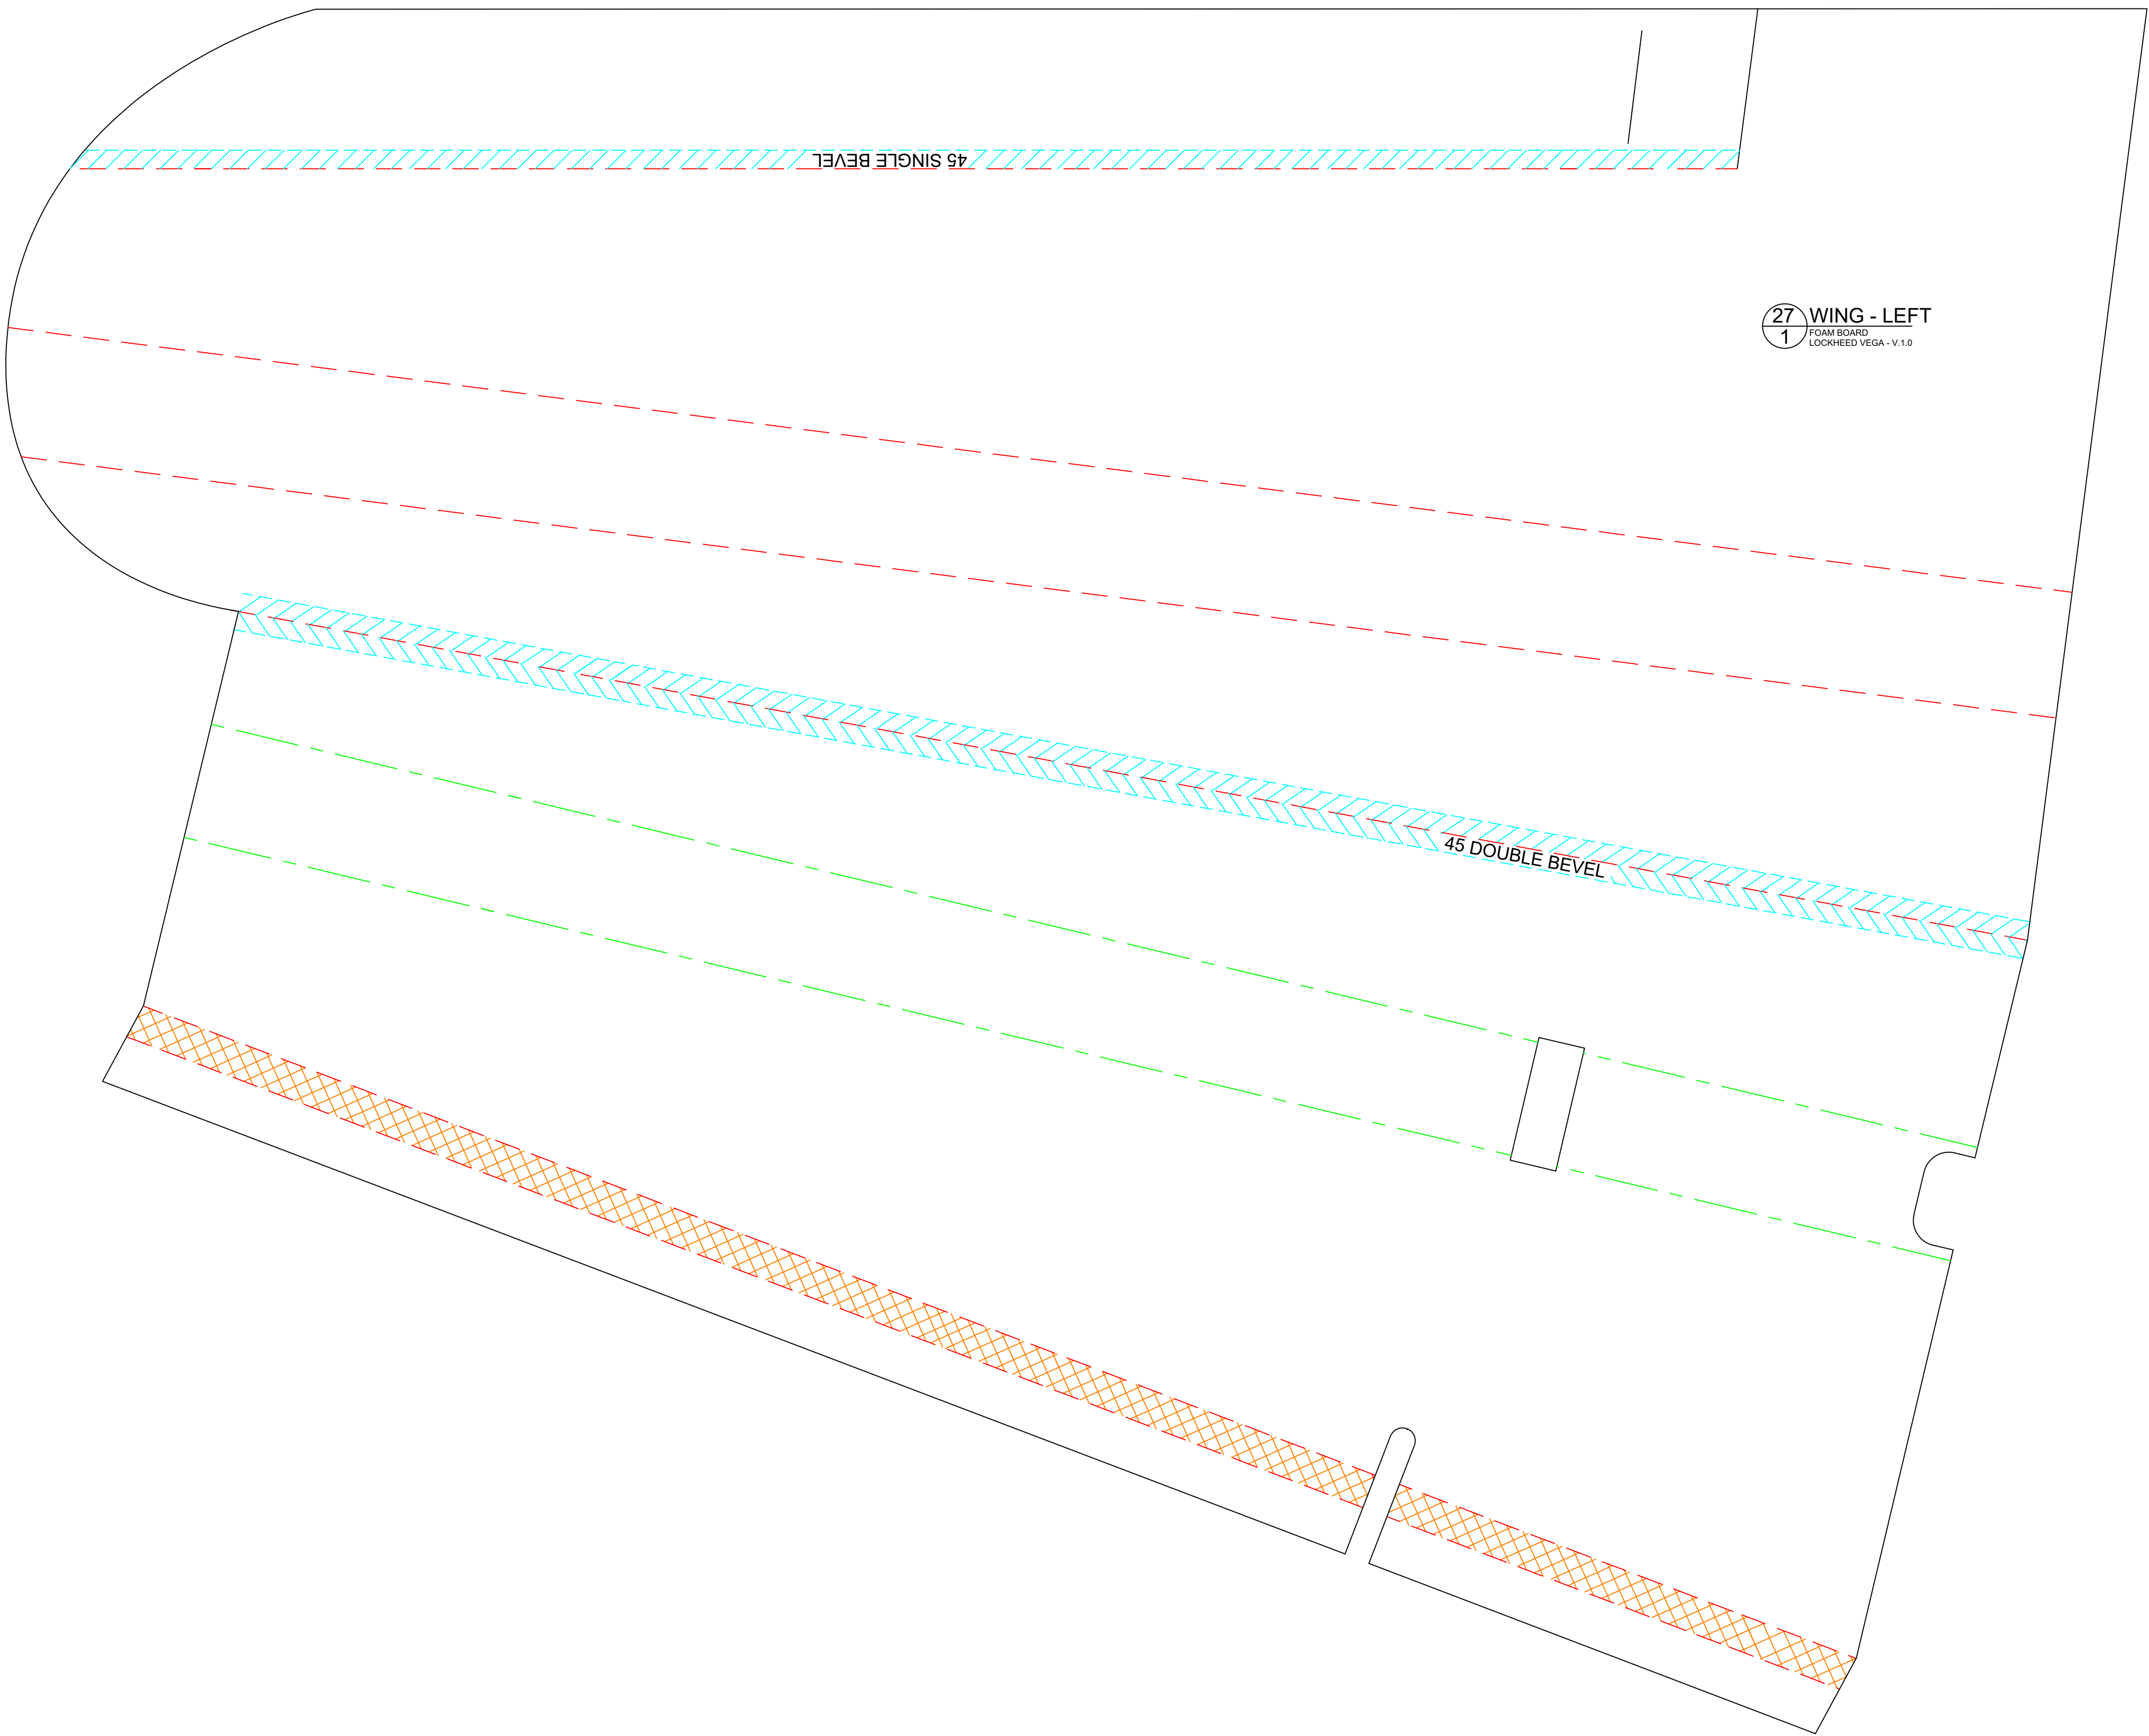 45 SINGLE BEVEL
27
1
WING - LEFT
FOAM BOARD
LOCKHEED VEGA - V.1.0
45 DOUBLE BEVEL